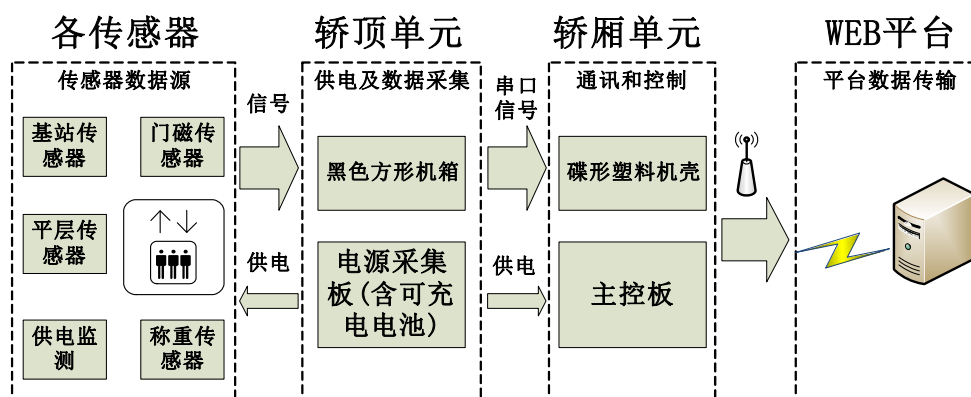 各传感器
传感器数据源
基站传
感器
门磁传
感器
平层传
感器
供电监
测
称重传
感器
信号
供电
轿顶单元
供电及数据采集
黑色方形机箱
电源采集
板(含可充
电电池)
串口
信号
供电
轿厢单元
通讯和控制
碟形塑料机壳
主控板
WEB平台
平台数据传输